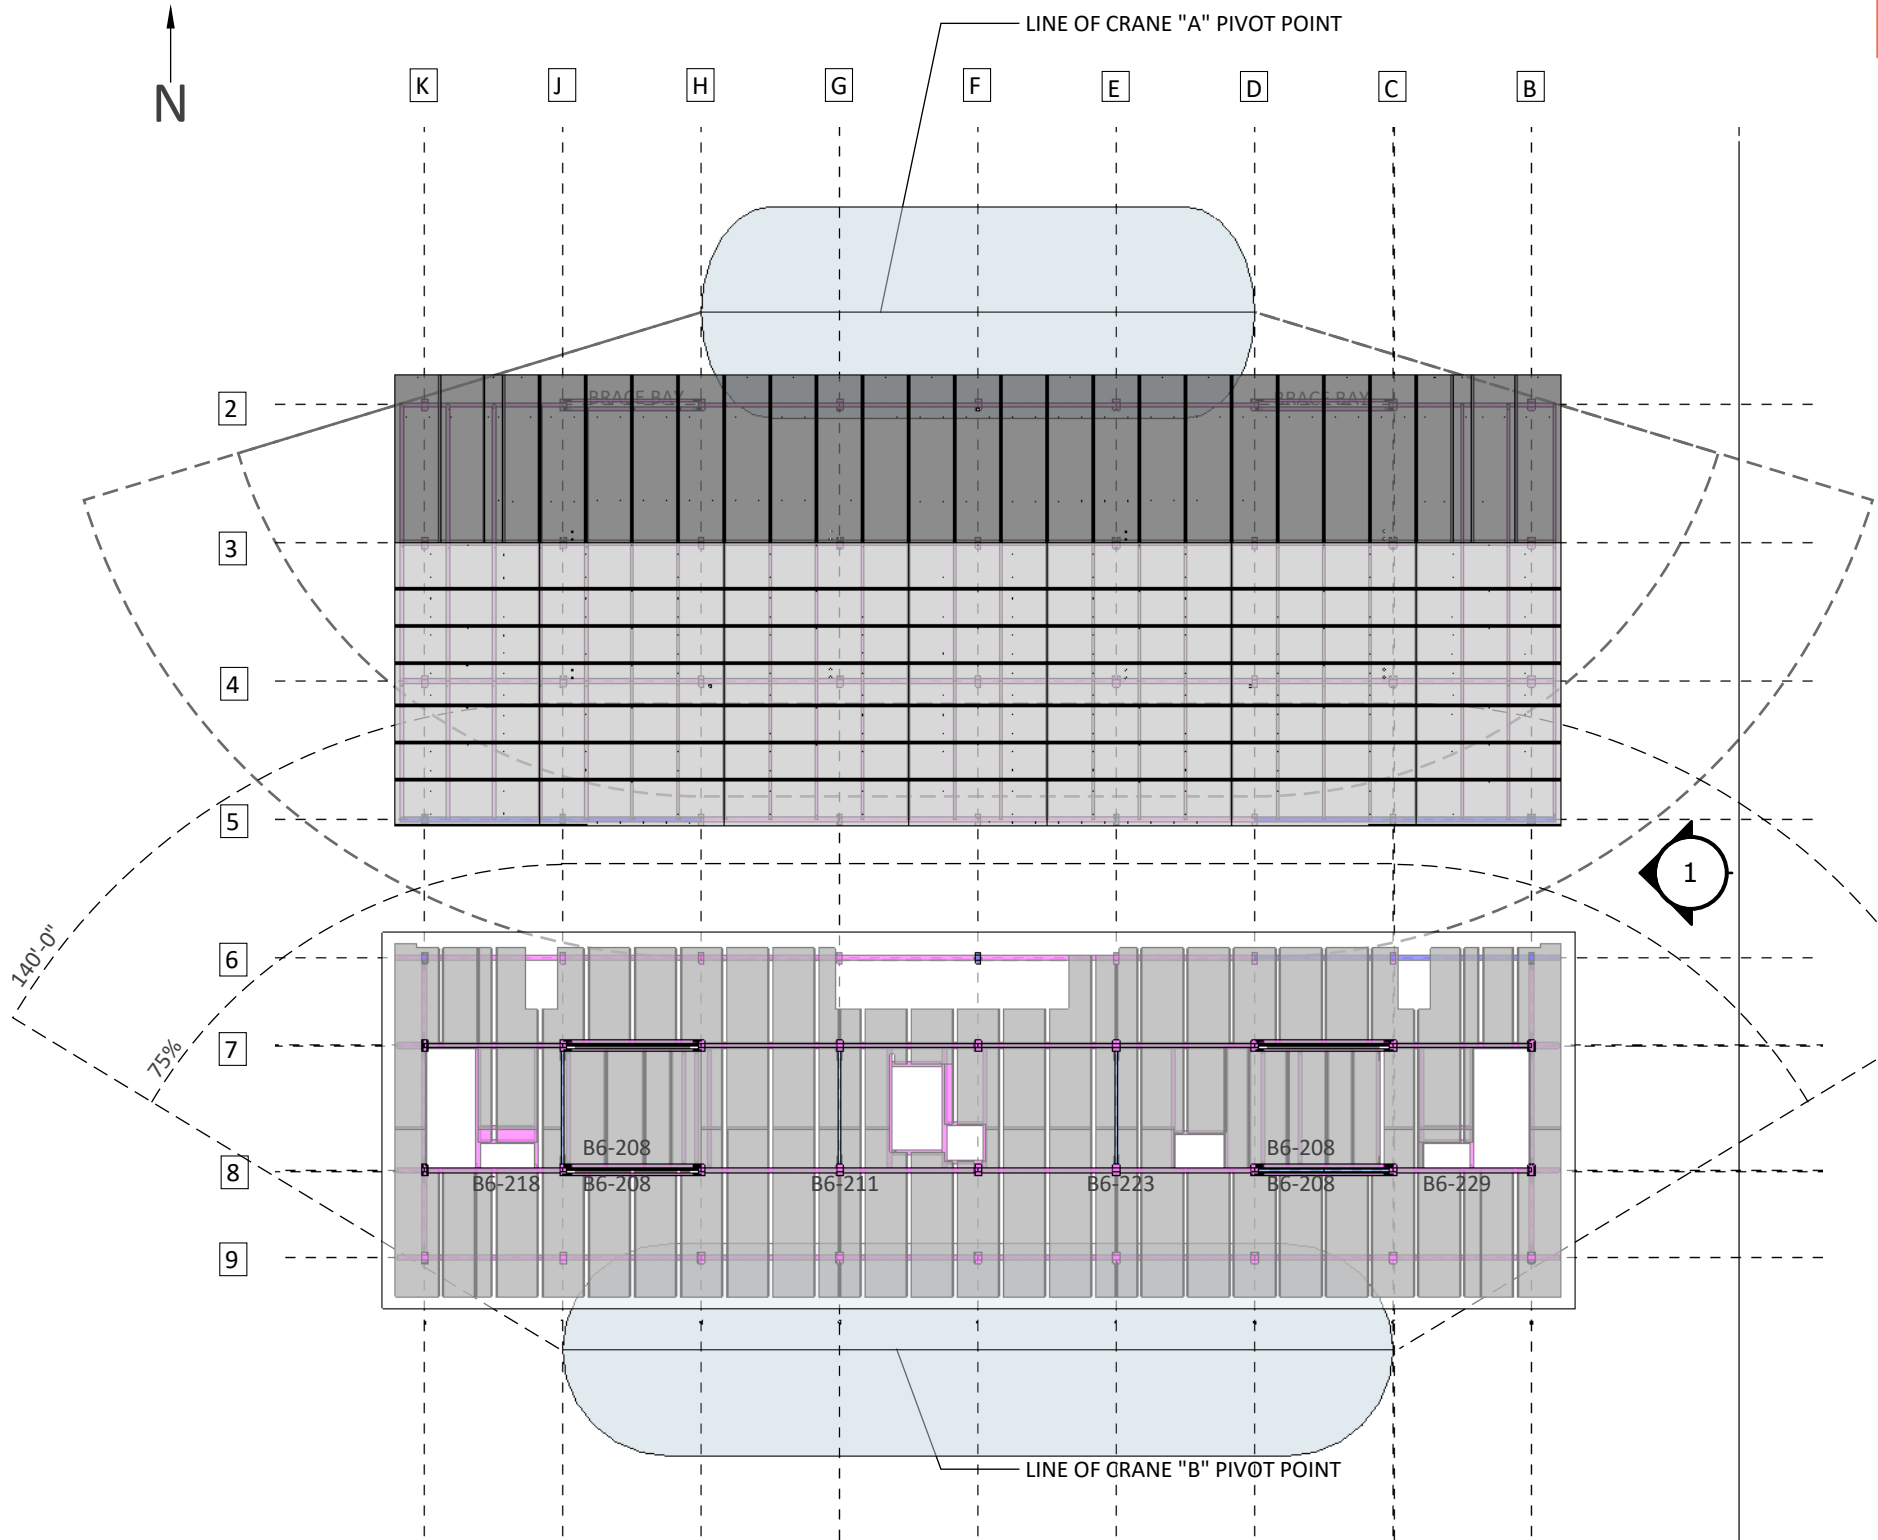 LINE OF CRANE "A" PIVOT POINT
N
K J H G F E D C B
2
BRACE BAY BRACE BAY
3
4
5
1
6
140'-0"
7
75%
B6-208 B6-208
8
B6-218 B6-208 B6-211 B6-223 B6-208 B6-229
9
LINE OF CRANE "B" PIVOT POINT